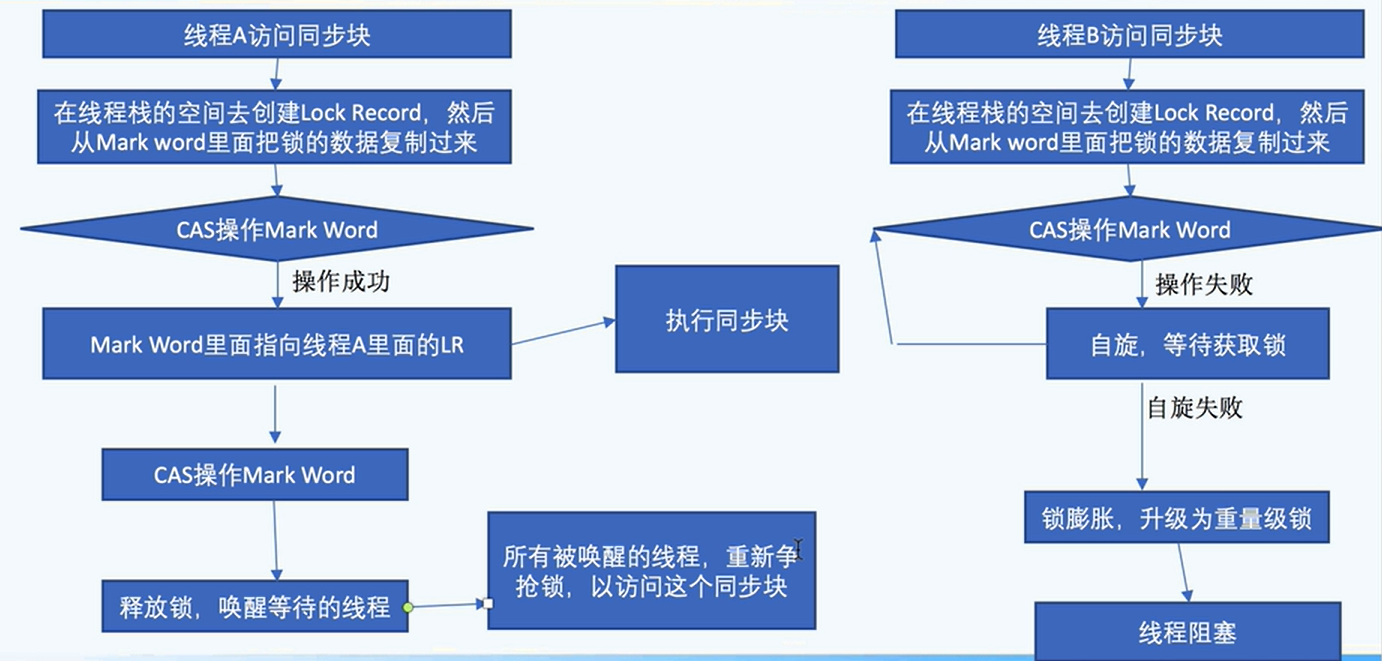 线程A访问同步块
在线程栈的空间去创建Lock Record，然后
从Mark word里面把锁的数据复制过来
CAS操作Mark Word
操作成功
Mark Word里面指向线程A里面的LR
执行同步块
CAS操作Mark Word
释放锁，唤醒等待的线程
所有被唤醒的线程，重新争
抢锁，以访问这个同步块
线程B访问同步块
在线程栈的空间去创建Lock Record，然后
从Mark word里面把锁的数据复制过来
CAS操作Mark Word
操作失败
自旋，等待获取锁
自旋失败
锁膨胀，升级为重量级锁
线程阻塞